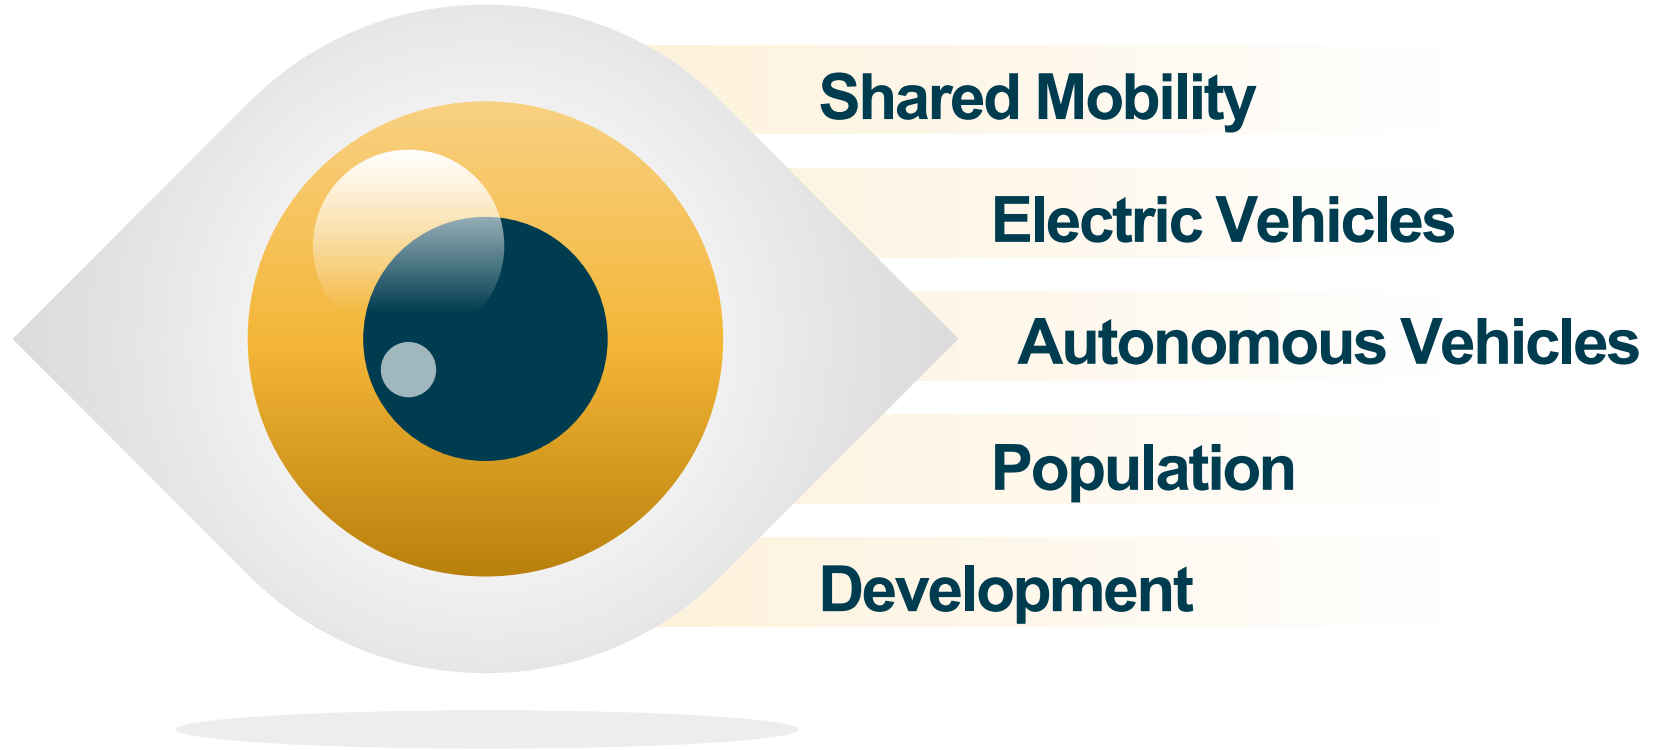 Shared Mobility
Electric Vehicles
Autonomous Vehicles
Population
Development